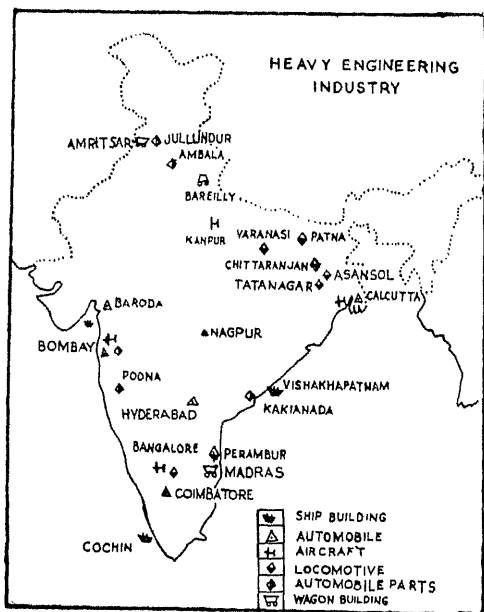 HEAVY ENGINEERING
INDUSTRY
AMRITSAR
JULLUNDUR
AMBALA
BAREILLY
KANPUR
VARANASI
PATNA
CHITTARANJAN
ASANSOL
TATANAGAR
CALCUTTA
BARODA
NAGPUR
BOMBAY
POONA
VISHAKHAPATNAM
KAKIANADA
HYDERABAD
BANGALORE
PERAMBUR
MADRAS
COIMBATORE
COCHIN
SHIP BUILDING
AUTOMOBILE
AIRCRAFT
LOCOMOTIVE
AUTOMOBILE PARTS
WAGON BUILDING